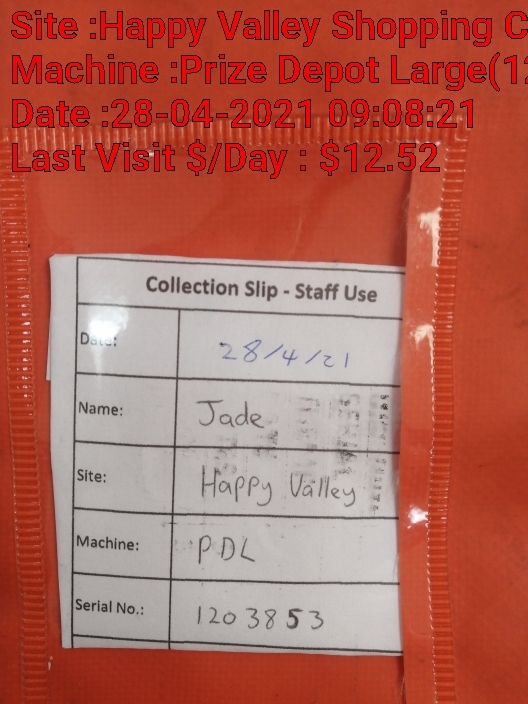 Site :Happy Valley Shopping C
Machine :Prize Depot Large(12
Date :28-04-2021 09:08:21
Last Visit $/Day : $12.52
Collection Slip - Staff Use
Date: 28/4/21
Name: Jade
Site: Happy Valley
Machine: PDL
Serial No.: 1203853